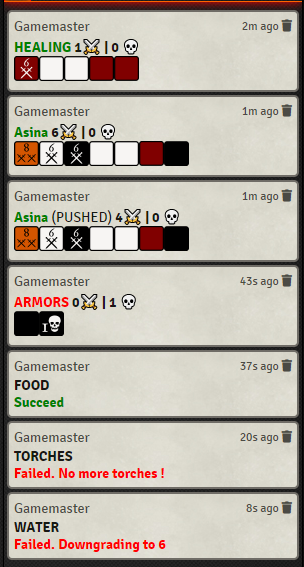 Gamemaster 2m ago
HEALING 1⚔ | 0 💀
6
Gamemaster 1m ago
Asina 6⚔ | 0 💀
8 6 6
Gamemaster 1m ago
Asina (PUSHED) 4⚔ | 0 💀
8 6 6
Gamemaster 43s ago
ARMORS 0⚔ | 1 💀
1
Gamemaster 37s ago
FOOD
Succeed
Gamemaster 20s ago
TORCHES
Failed. No more torches !
Gamemaster 8s ago
WATER
Failed. Downgrading to 6